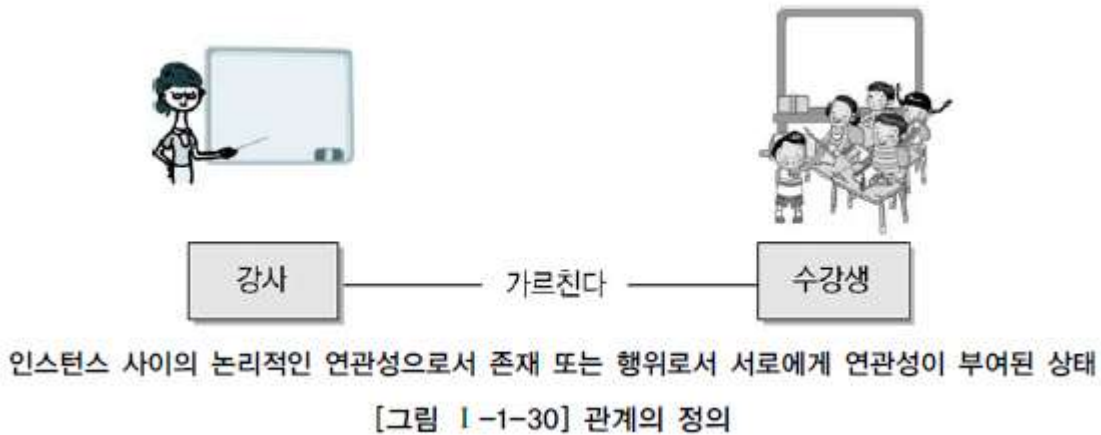 강사 가르친다 수강생
인스턴스 사이의 논리적인 연관성으로서 존재 또는 행위로서 서로에게 연관성이 부여된 상태
[그림 Ⅰ-1-30] 관계의 정의